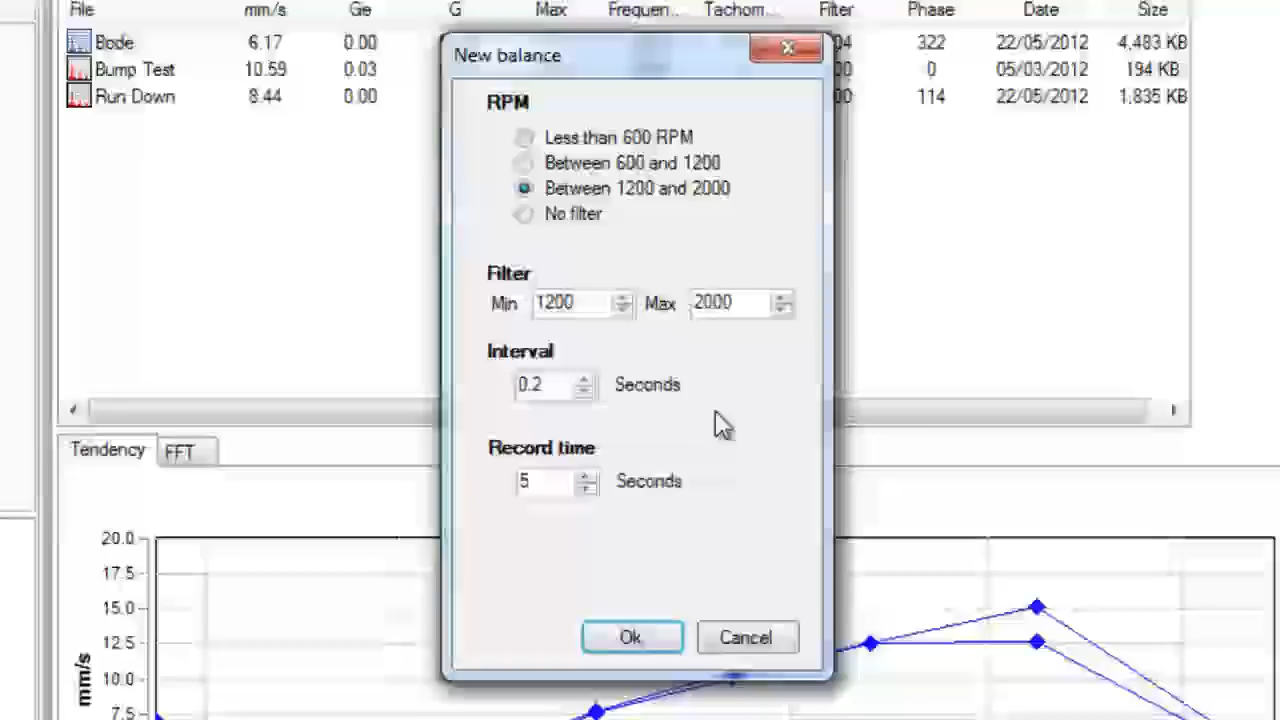 File mm/s Ge G Max Frequen... Tachom... Filter Phase Date Size
Bode 6.17 0.00 04 322 22/05/2012 4.483 KB
Bump Test 10.59 0.03 00 0 05/03/2012 194 KB
Run Down 8.44 0.00 00 114 22/05/2012 1.835 KB
New balance
RPM
Less than 600 RPM
Between 600 and 1200
Between 1200 and 2000
No filter
Filter
Min 1200 Max 2000
Interval
0.2 Seconds
Record time
5 Seconds
Ok Cancel
Tendency FFT
20.0
17.5
15.0
12.5
10.0
7.5
mm/s